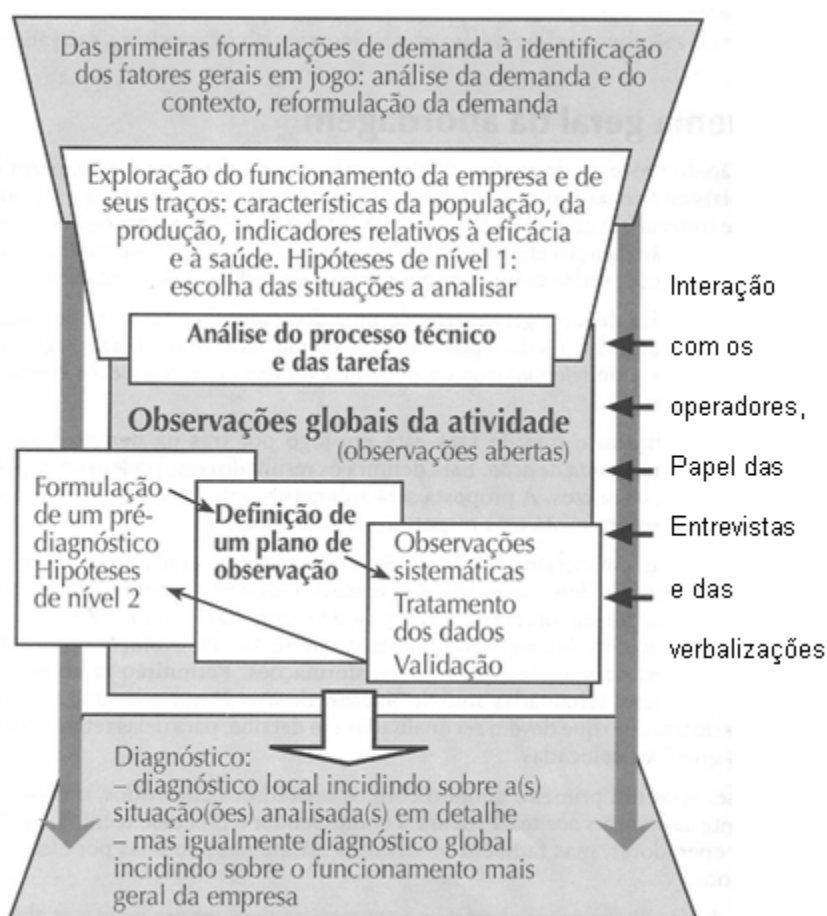 Das primeiras formulações de demanda à identificação
dos fatores gerais em jogo: análise da demanda e do
contexto, reformulação da demanda
Exploração do funcionamento da empresa e de
seus traços: características da população, da
produção, indicadores relativos à eficácia
e à saúde. Hipóteses de nível 1:
escolha das situações a analisar
Análise do processo técnico
e das tarefas
Observações globais da atividade
(observações abertas)
Formulação
de um pré-
diagnóstico
Hipóteses
de nível 2
Definição de
um plano de
observação
Observações
sistemáticas
Tratamento
dos dados
Validação
Diagnóstico:
– diagnóstico local incidindo sobre a(s)
situação(ões) analisada(s) em detalhe
– mas igualmente diagnóstico global
incidindo sobre o funcionamento mais
geral da empresa
Interação
com os
operadores,
Papel das
Entrevistas
e das
verbalizações